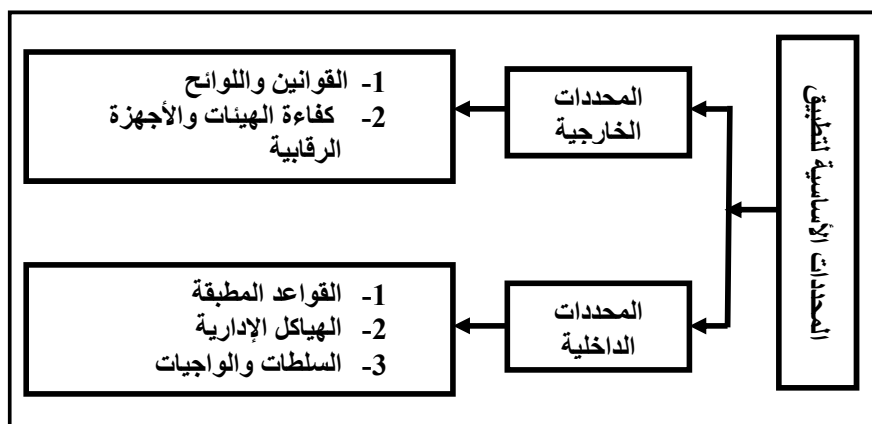 المحددات الأساسية لتطبيق
المحددات
الخارجية
1- القوانين واللوائح
2- كفاءة الهيئات والأجهزة
الرقابية
المحددات
الداخلية
1- القواعد المطبقة
2- الهياكل الإدارية
3- السلطات والواجبات